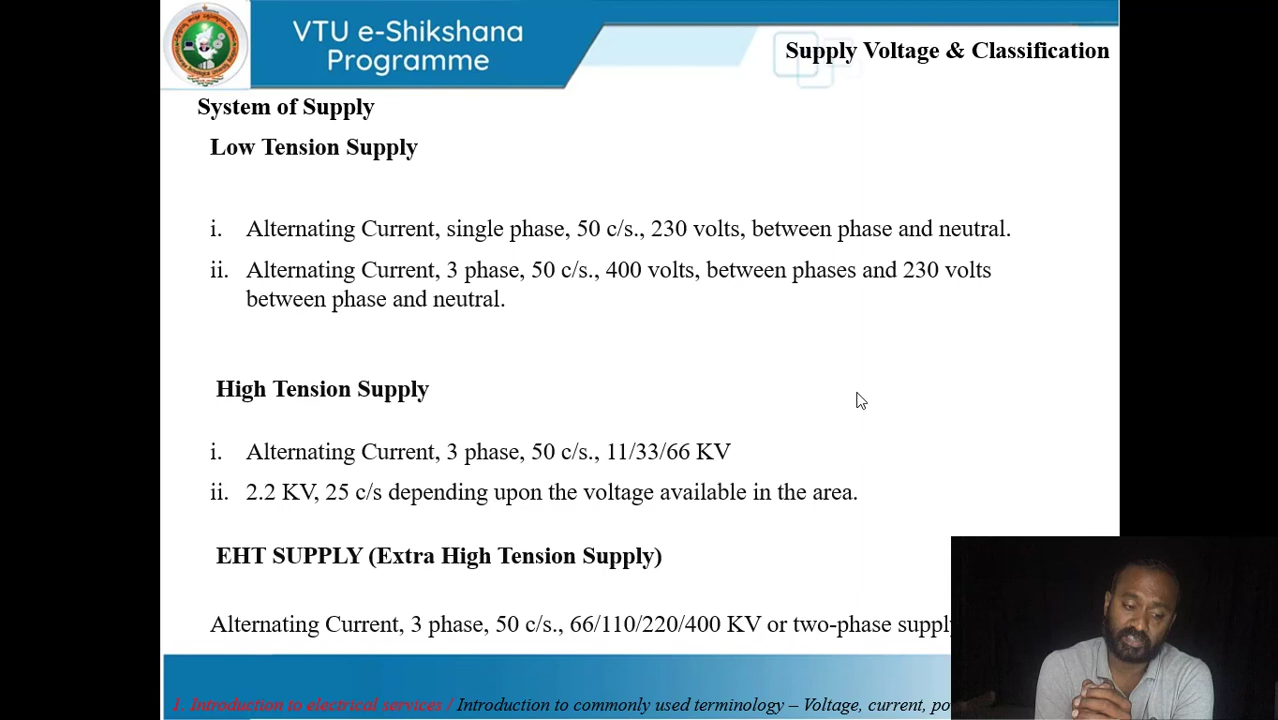 VTU e-Shikshana
Programme
Supply Voltage & Classification
System of Supply
Low Tension Supply
i. Alternating Current, single phase, 50 c/s., 230 volts, between phase and neutral.
ii. Alternating Current, 3 phase, 50 c/s., 400 volts, between phases and 230 volts
between phase and neutral.
High Tension Supply
i. Alternating Current, 3 phase, 50 c/s., 11/33/66 KV
ii. 2.2 KV, 25 c/s depending upon the voltage available in the area.
EHT SUPPLY (Extra High Tension Supply)
Alternating Current, 3 phase, 50 c/s., 66/110/220/400 KV or two-phase
1. Introduction to electrical services / Introduction to commonly used terminology – Voltage, current,